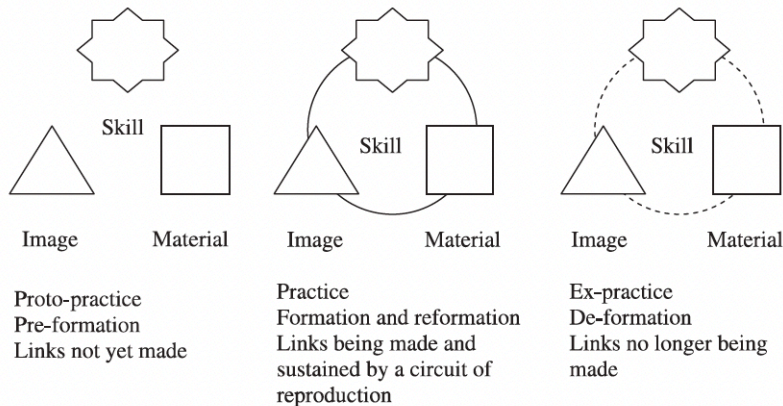 Skill
Image
Material
Proto-practice
Pre-formation
Links not yet made
Skill
Image
Material
Practice
Formation and reformation
Links being made and
sustained by a circuit of
reproduction
Skill
Image
Material
Ex-practice
De-formation
Links no longer being
made